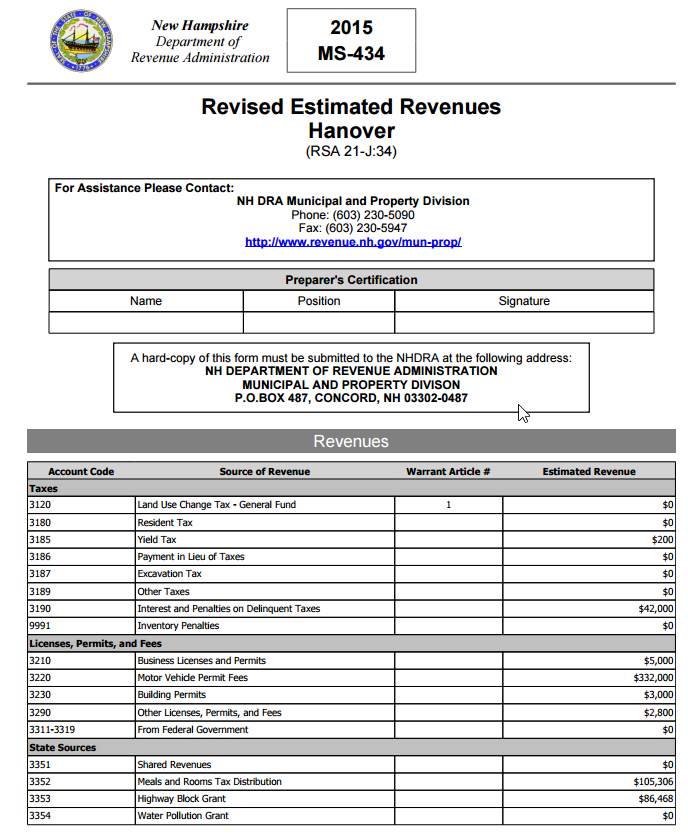 New Hampshire
Department of
Revenue Administration
2015
MS-434
Revised Estimated Revenues
Hanover
(RSA 21-J:34)
For Assistance Please Contact:
NH DRA Municipal and Property Division
Phone: (603) 230-5090
Fax: (603) 230-5947
http://www.revenue.nh.gov/mun-prop/
Preparer's Certification
Name Position Signature
A hard-copy of this form must be submitted to the NHDRA at the following address:
NH DEPARTMENT OF REVENUE ADMINISTRATION
MUNICIPAL AND PROPERTY DIVISON
P.O.BOX 487, CONCORD, NH 03302-0487
Revenues
Account Code Source of Revenue Warrant Article # Estimated Revenue
Taxes
3120 Land Use Change Tax - General Fund 1 $0
3180 Resident Tax $0
3185 Yield Tax $200
3186 Payment in Lieu of Taxes $0
3187 Excavation Tax $0
3189 Other Taxes $0
3190 Interest and Penalties on Delinquent Taxes $42,000
9991 Inventory Penalties $0
Licenses, Permits, and Fees
3210 Business Licenses and Permits $5,000
3220 Motor Vehicle Permit Fees $332,000
3230 Building Permits $3,000
3290 Other Licenses, Permits, and Fees $2,800
3311-3319 From Federal Government $0
State Sources
3351 Shared Revenues $0
3352 Meals and Rooms Tax Distribution $105,306
3353 Highway Block Grant $86,468
3354 Water Pollution Grant $0